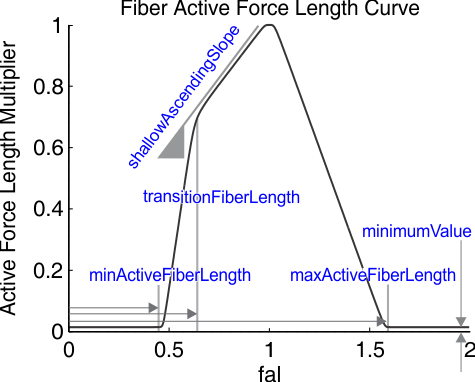 Fiber Active Force Length Curve
Active Force Length Multiplier
1
0.8
0.6
0.4
0.2
0
shallowAscendingSlope
transitionFiberLength
minimumValue
minActiveFiberLength
maxActiveFiberLength
0
0.5
1
1.5
2
fal